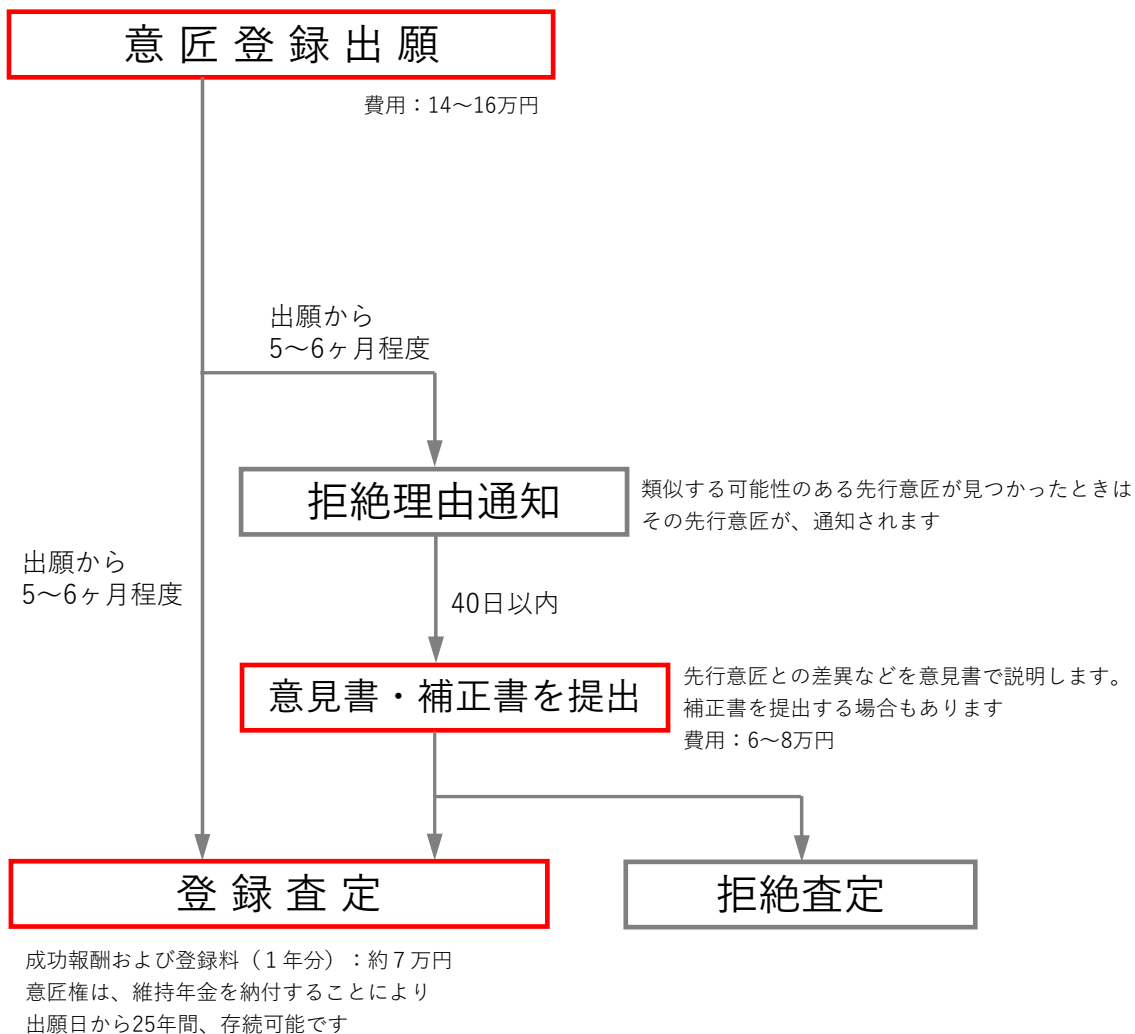 意匠登録出願
費用：14〜16万円
出願から
5〜6ヶ月程度
拒絶理由通知
類似する可能性のある先行意匠が見つかったときは
その先行意匠が、通知されます
出願から
5〜6ヶ月程度
40日以内
意見書・補正書を提出
先行意匠との差異などを意見書で説明します。
補正書を提出する場合もあります
費用：6〜8万円
登録査定
拒絶査定
成功報酬および登録料（１年分）：約７万円
意匠権は、維持年金を納付することにより
出願日から25年間、存続可能です